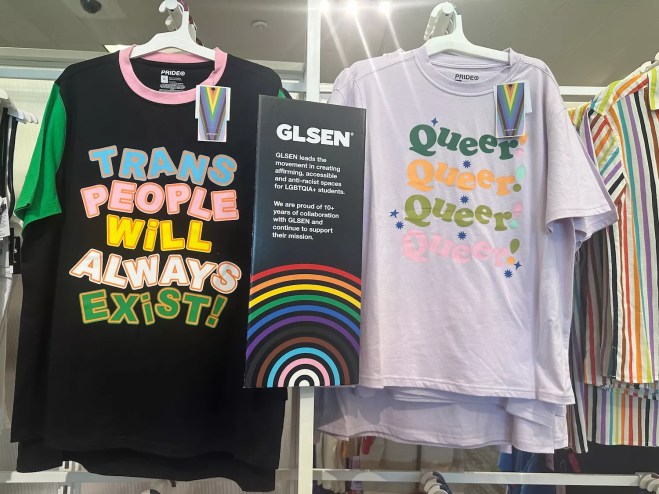 PRIDE
TRANS
PEOPLE
WiLL
ALWAYS
EXiST!
GLSEN®
GLSEN leads the
movement in creating
affirming, accessible
and anti-racist spaces
for LGBTQIA+ students.
We are proud of 10+
years of collaboration
with GLSEN and
continue to support
their mission.
PRIDE
Queer!
Queer!
Queer!
Queer!